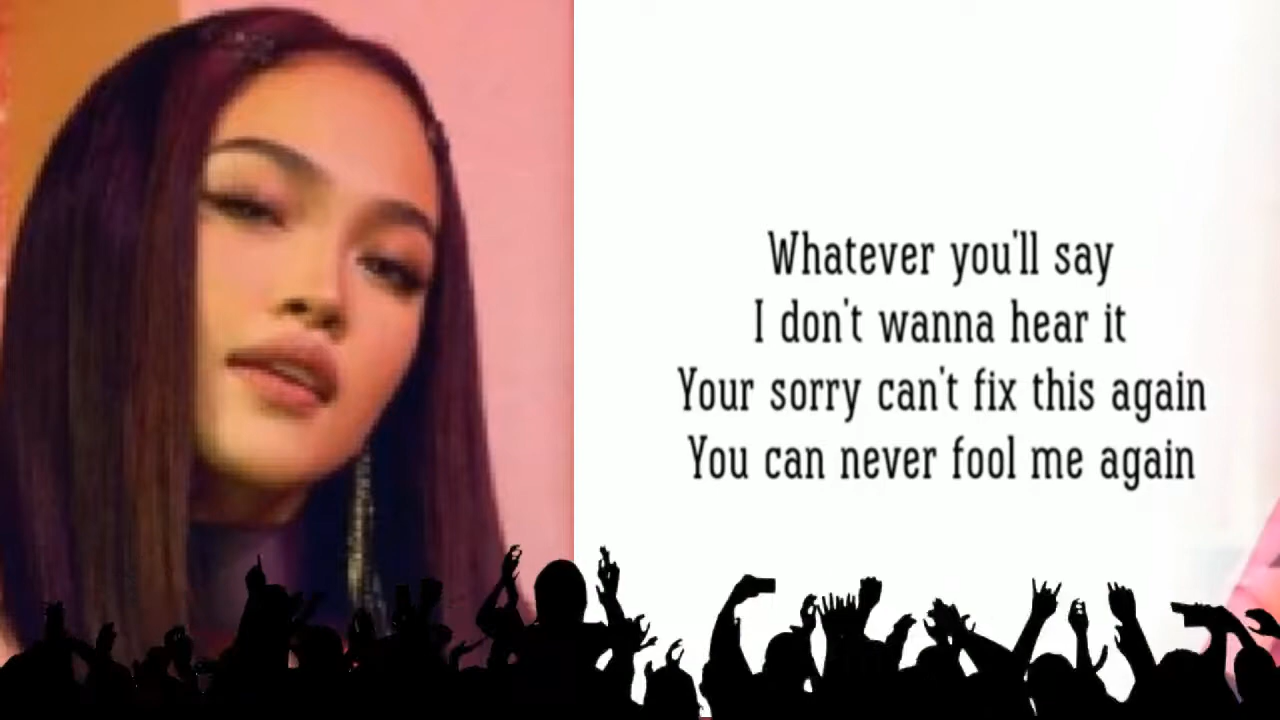 Whatever you'll say
I don't wanna hear it
Your sorry can't fix this again
You can never fool me again